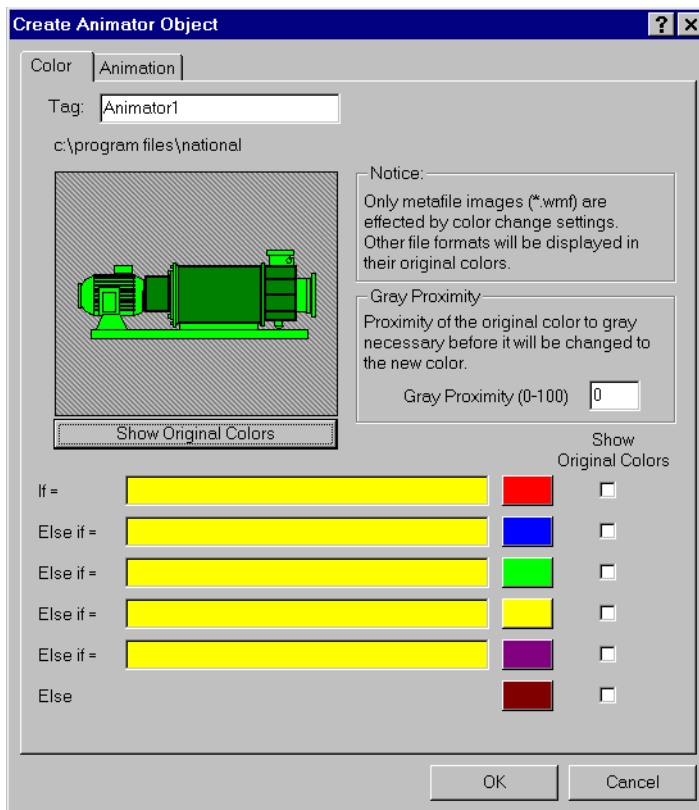 Create Animator Object
Color Animation
Tag: Animator1
c:\program files\national
Notice:
Only metafile images (*.wmf) are
effected by color change settings.
Other file formats will be displayed in
their original colors.
Gray Proximity
Proximity of the original color to gray
necessary before it will be changed to
the new color.
Gray Proximity (0-100) 0
Show Original Colors
Show
Original Colors
If =
Else if =
Else if =
Else if =
Else if =
Else
OK Cancel